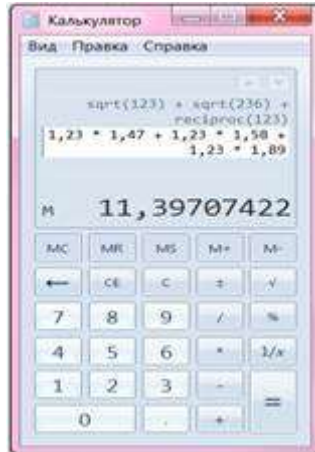 Калькулятор
Вид Правка Справка
sqrt(123) + sqrt(236) +
reciproc(123)
1,23 * 1,47 + 1,23 * 1,58 +
1,23 * 1,89
M 11,39707422
MC MR MS M+ M-
← CE C ± √
7 8 9 / %
4 5 6 * 1/x
1 2 3 - =
0 . +